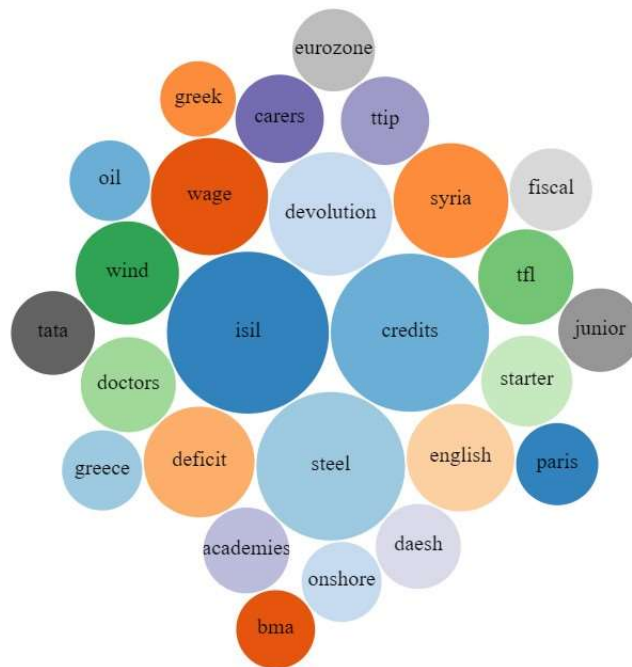 eurozone
greek
carers
ttip
oil
wage
devolution
syria
fiscal
wind
tfl
tata
isil
credits
junior
doctors
starter
greece
deficit
steel
english
paris
academies
daesh
onshore
bma